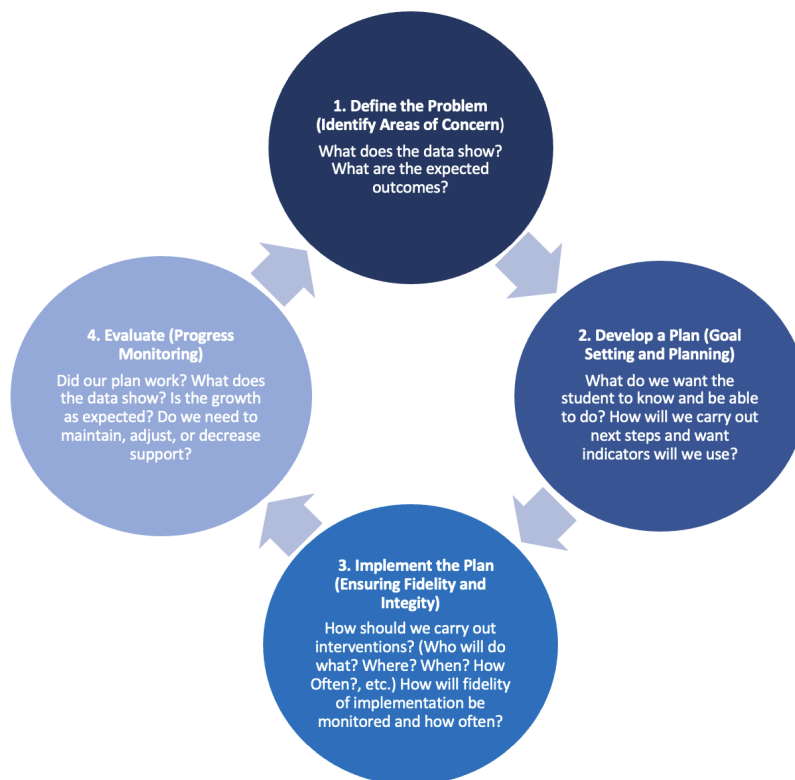 1. Define the Problem
(Identify Areas of Concern)
What does the data show?
What are the expected
outcomes?
2. Develop a Plan (Goal
Setting and Planning)
What do we want the
student to know and be able
to do? How will we carry out
next steps and want
indicators will we use?
3. Implement the Plan
(Ensuring Fidelity and
Integity)
How should we carry out
interventions? (Who will do
what? Where? When? How
Often?, etc.) How will fidelity
of implementation be
monitored and how often?
4. Evaluate (Progress
Monitoring)
Did our plan work? What does
the data show? Is the growth
as expected? Do we need to
maintain, adjust, or decrease
support?